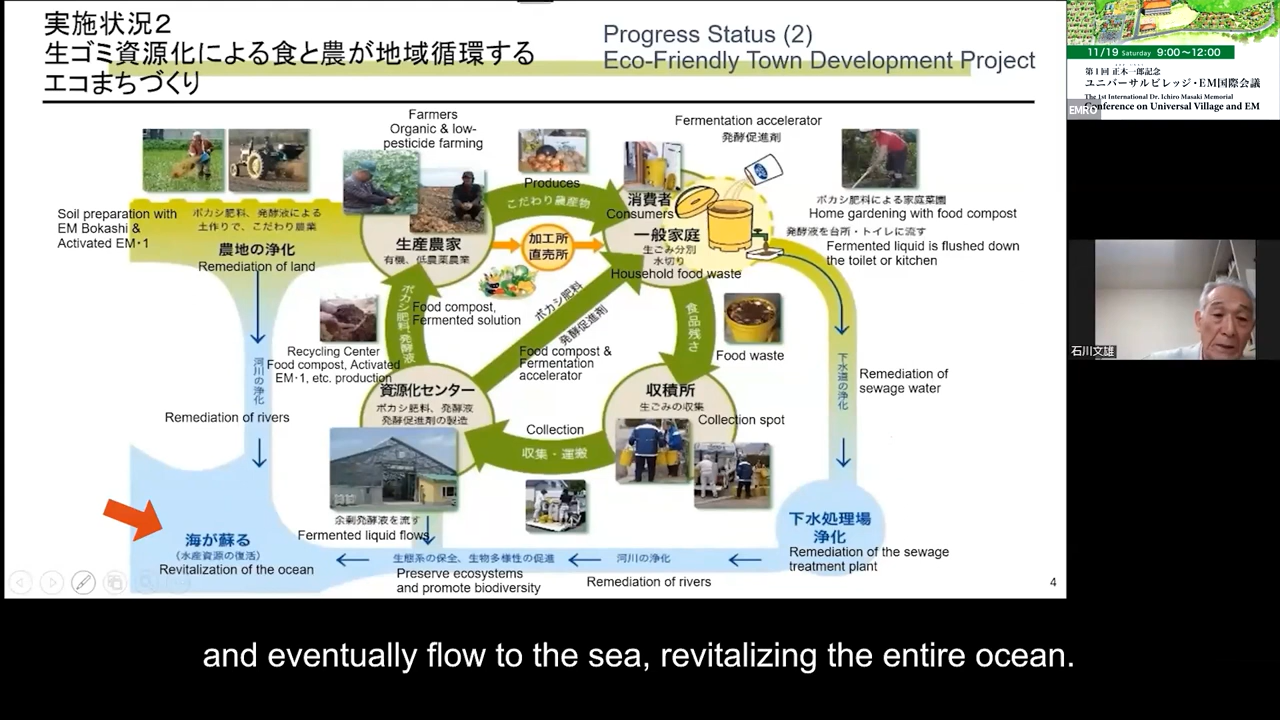 実施状況２
生ゴミ資源化による食と農が地域循環する
エコまちづくり
Progress Status (2)
Eco-Friendly Town Development Project
11/19 Saturday 9:00～12:00
第1回 正木一郎記念
ユニバーサルビレッジ・EM国際会議
The 1st International Dr. Ichiro Masaki Memorial
Conference on Universal Village and EM
EMRO
Farmers
Organic & low-
pesticide farming
Fermentation accelerator
発酵促進剤
Produces
こだわり農産物
消費者
Consumers
一般家庭
生ごみ分別
水切り
Household food waste
ボカシ肥料による家庭菜園
Home gardening with food compost
発酵液を台所・トイレに流す
Fermented liquid is flushed down
the toilet or kitchen
Soil preparation with
EM Bokashi &
Activated EM･1
ボカシ肥料、発酵液による
土作りで、こだわり農業
農地の浄化
Remediation of land
生産農家
有機、低農薬農業
加工所
直売所
ボカシ肥料・発酵液
Food compost,
Fermented solution
ボカシ肥料
発酵促進剤
Food compost &
Fermentation
accelerator
食品残さ
Food waste
Recycling Center
Food compost, Activated
EM･1, etc. production
河川の浄化
Remediation of rivers
資源化センター
ボカシ肥料、発酵液
発酵促進剤の製造
収積所
生ごみの収集
Collection spot
Collection
収集・運搬
下水道の浄化
Remediation of
sewage water
石川文雄
余剰発酵液を流す
Fermented liquid flows
海が蘇る
（水産資源の復活）
Revitalization of the ocean
生態系の保全、生物多様性の促進
Preserve ecosystems
and promote biodiversity
河川の浄化
Remediation of rivers
下水処理場
浄化
Remediation of the sewage
treatment plant
4
and eventually flow to the sea, revitalizing the entire ocean.